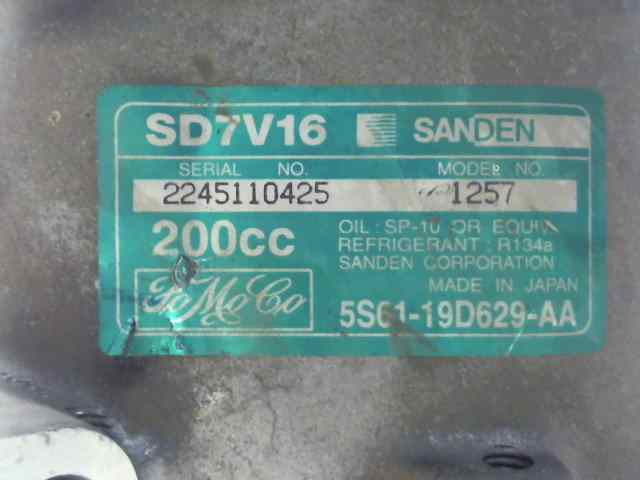 SD7V16 SANDEN
SERIAL NO. MODEL NO.
2245110425 1257
200cc
OIL : SP-10 OR EQUIV
REFRIGERANT : R134a
SANDEN CORPORATION
MADE IN JAPAN
FoMoCo
5S61-19D629-AA